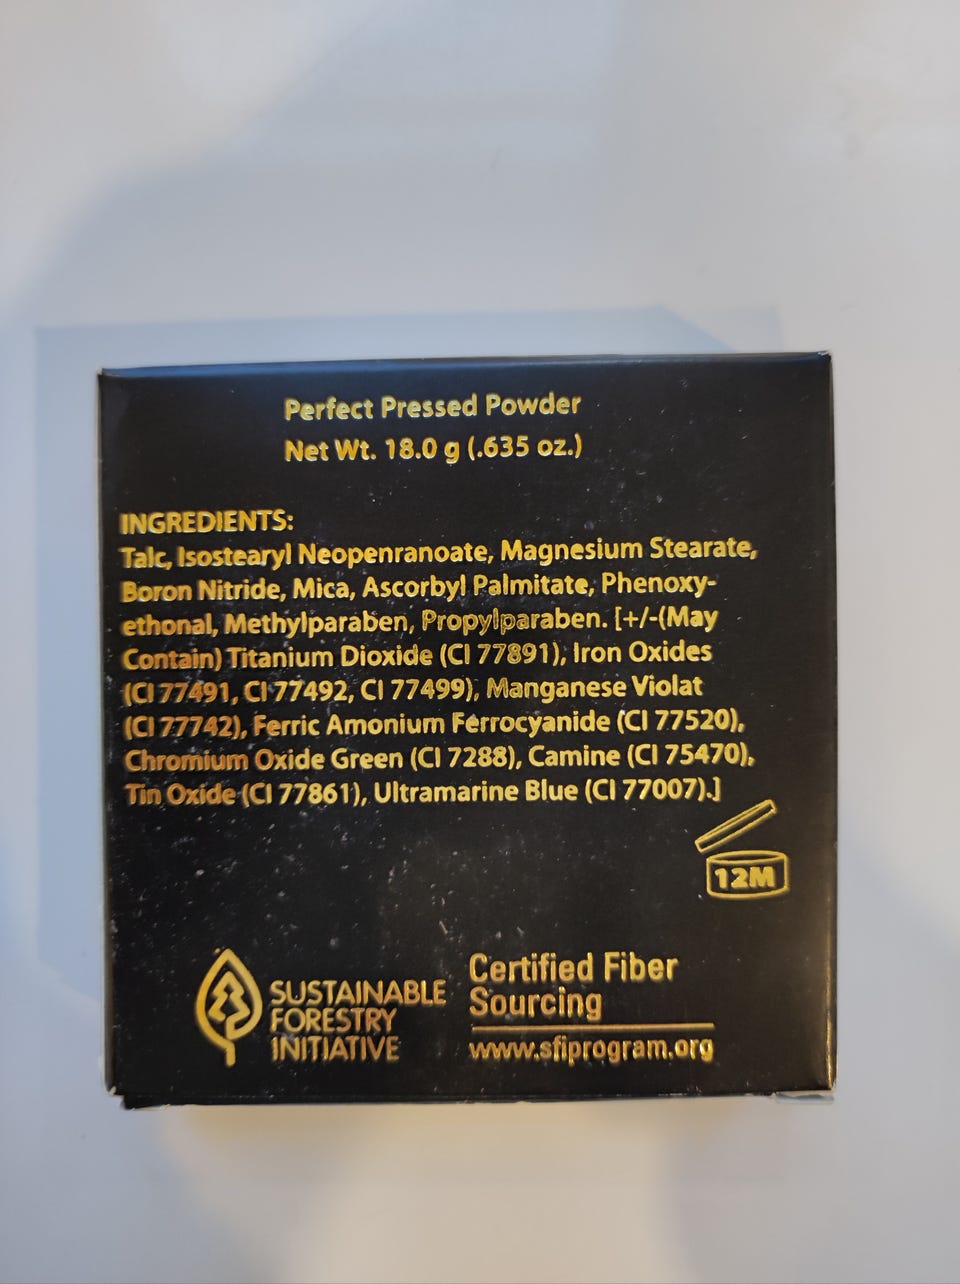 Perfect Pressed Powder
Net Wt. 18.0 g (.635 oz.)
INGREDIENTS:
Talc, Isostearyl Neopenranoate, Magnesium Stearate,
Boron Nitride, Mica, Ascorbyl Palmitate, Phenoxy-
ethonal, Methylparaben, Propylparaben. [+/-(May
Contain) Titanium Dioxide (CI 77891), Iron Oxides
(CI 77491, CI 77492, CI 77499), Manganese Violat
(CI 77742), Ferric Amonium Ferrocyanide (CI 77520),
Chromium Oxide Green (CI 7288), Camine (CI 75470),
Tin Oxide (CI 77861), Ultramarine Blue (CI 77007).]
12M
SUSTAINABLE
FORESTRY
INITIATIVE
Certified Fiber
Sourcing
www.sfiprogram.org